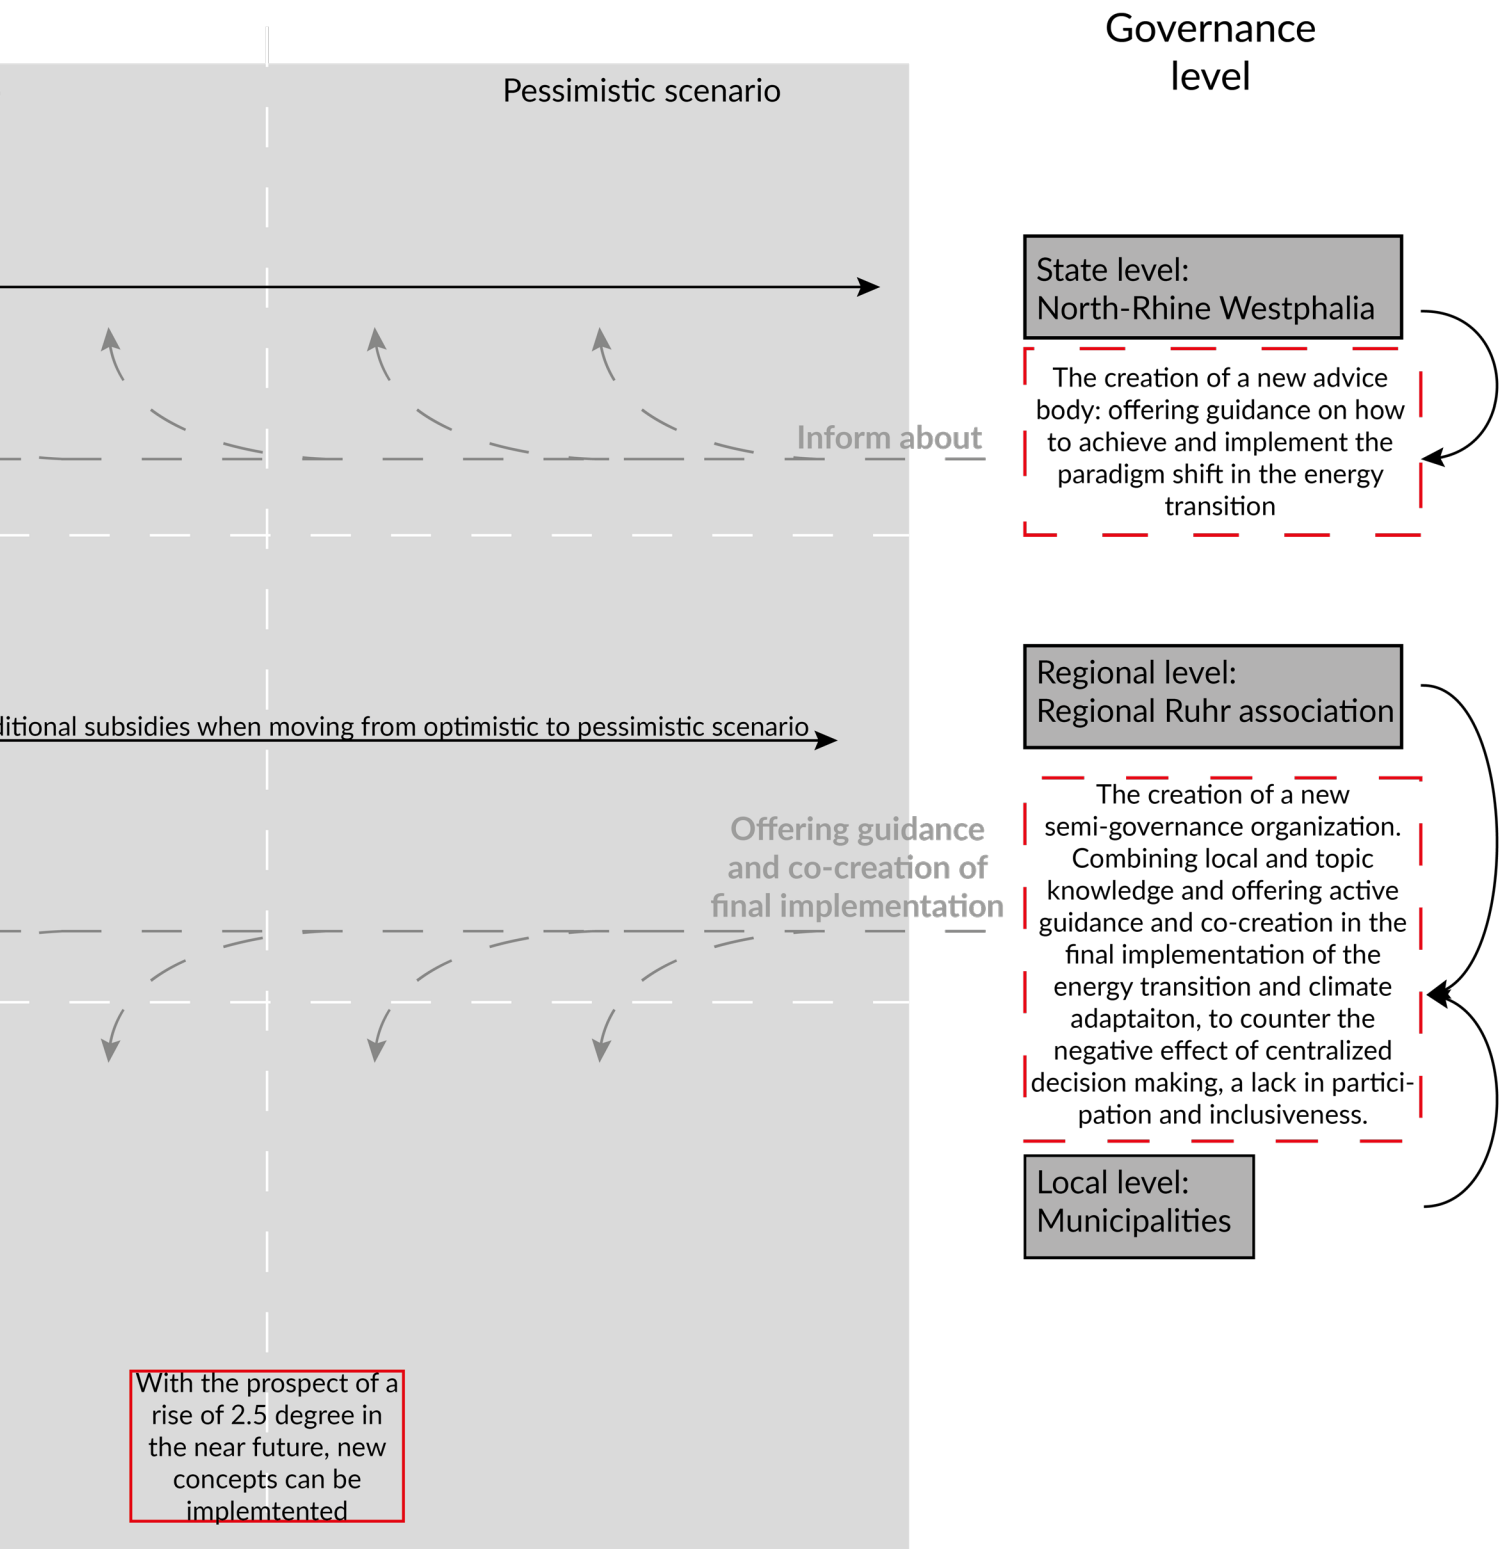 Governance
level
Pessimistic scenario
State level:
North-Rhine Westphalia
The creation of a new advice
body: offering guidance on how
to achieve and implement the
paradigm shift in the energy
transition
Inform about
Regional level:
Regional Ruhr association
subsidies when moving from optimistic to pessimistic scenario
Offering guidance
and co-creation of
final implementation
The creation of a new
semi-governance organization.
Combining local and topic
knowledge and offering active
guidance and co-creation in the
final implementation of the
energy transition and climate
adaptaiton, to counter the
negative effect of centralized
decision making, a lack in partici-
pation and inclusiveness.
Local level:
Municipalities
With the prospect of a
rise of 2.5 degree in
the near future, new
concepts can be
implemtented